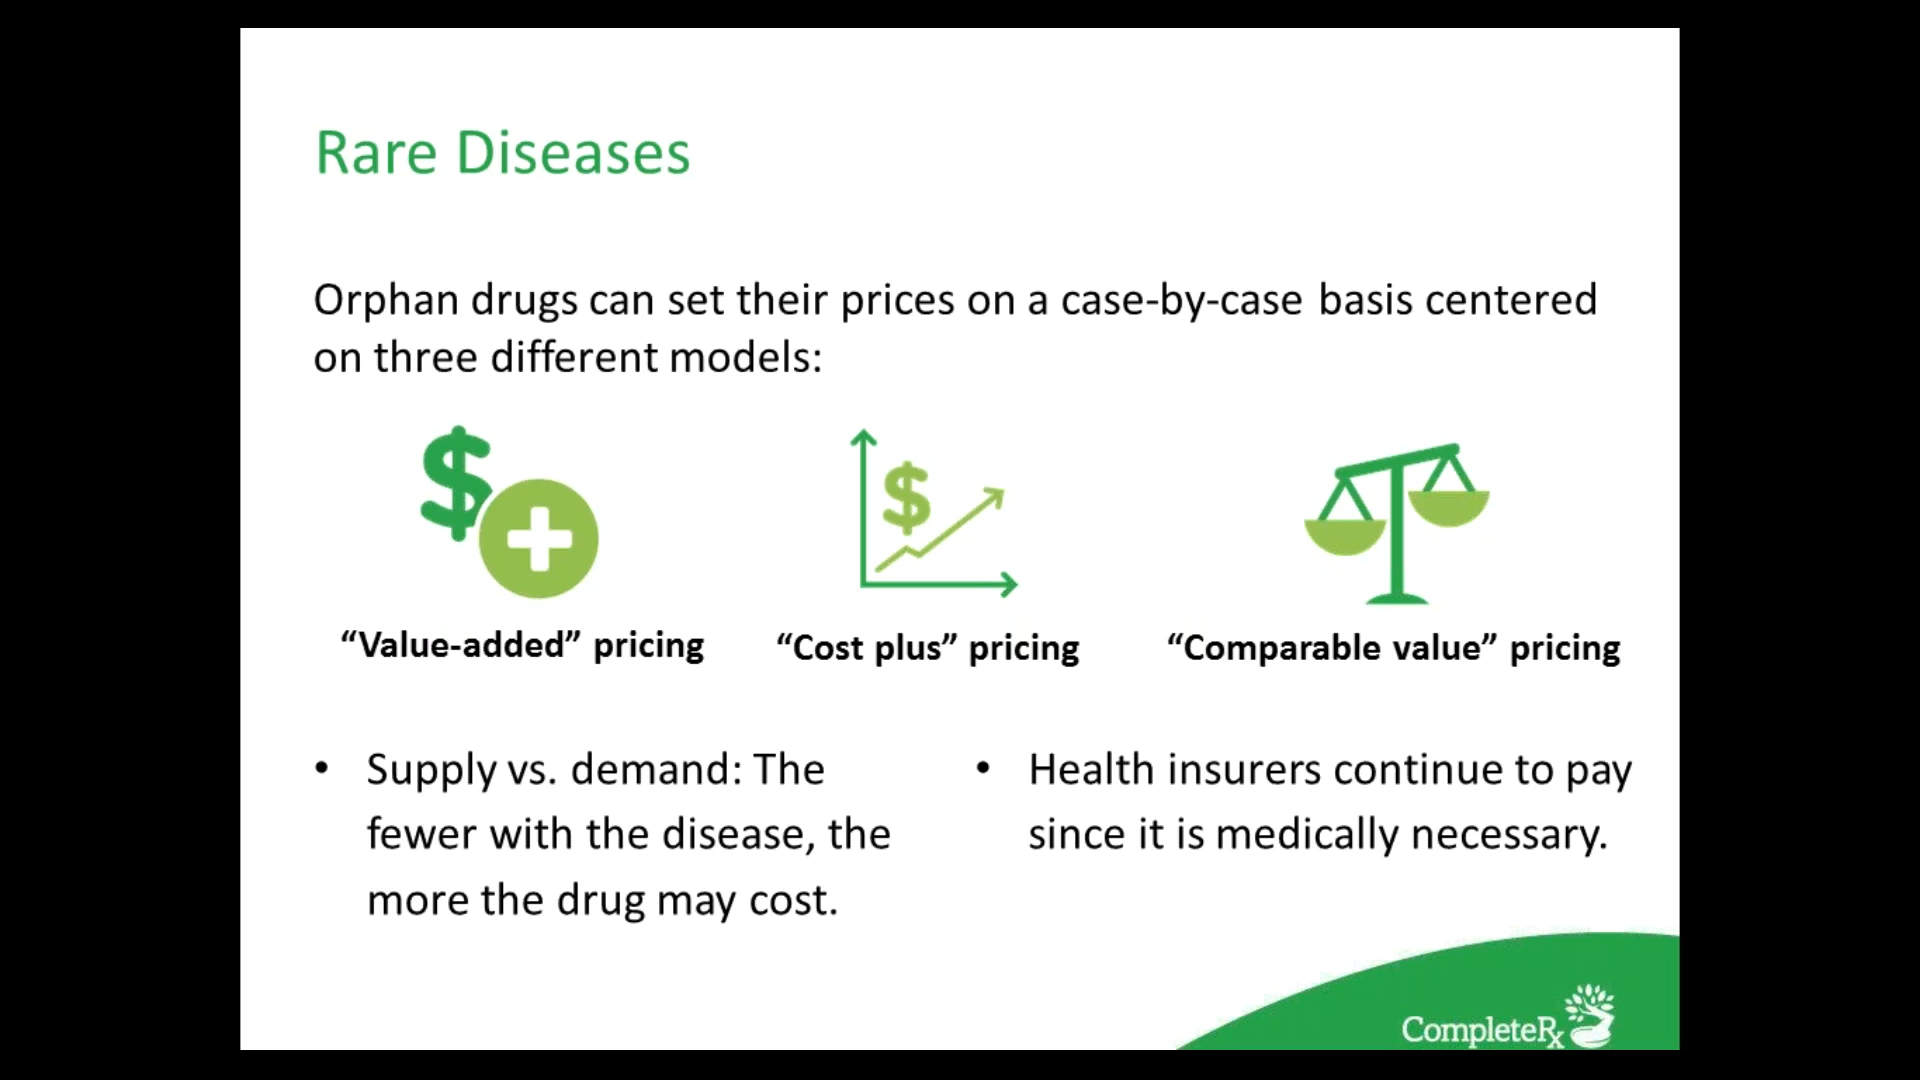 Rare Diseases
Orphan drugs can set their prices on a case-by-case basis centered
on three different models:
“Value-added” pricing
“Cost plus” pricing
“Comparable value” pricing
• Supply vs. demand: The
fewer with the disease, the
more the drug may cost.
• Health insurers continue to pay
since it is medically necessary.
CompleteRx